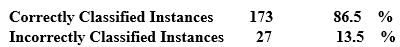 Correctly Classified Instances 173 86.5 %
Incorrectly Classified Instances 27 13.5 %